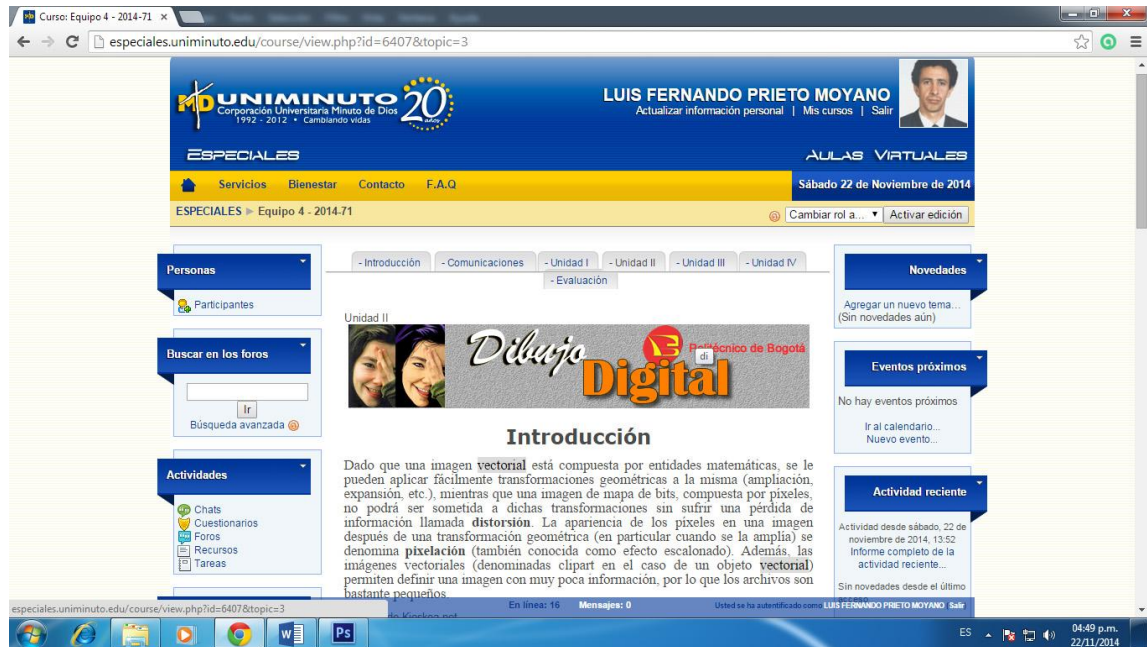 Curso: Equipo 4 - 2014-71
especiales.uniminuto.edu/course/view.php?id=6407&topic=3
UNIMINUTO
Corporación Universitaria Minuto de Dios
1992 - 2012 • Cambiando vidas
20
años
LUIS FERNANDO PRIETO MOYANO
Actualizar información personal | Mis cursos | Salir
ESPECIALES
AULAS VIRTUALES
Servicios Bienestar Contacto F.A.Q
Sábado 22 de Noviembre de 2014
ESPECIALES ► Equipo 4 - 2014-71
Cambiar rol a... Activar edición
Personas
Participantes
Buscar en los foros
Ir
Búsqueda avanzada
Actividades
Chats
Cuestionarios
Foros
Recursos
Tareas
- Introducción - Comunicaciones - Unidad I - Unidad II - Unidad III - Unidad IV
- Evaluación
Unidad II
Dibujo
Digital
Politécnico de Bogotá
di
Introducción
Dado que una imagen vectorial está compuesta por entidades matemáticas, se le
pueden aplicar fácilmente transformaciones geométricas a la misma (ampliación,
expansión, etc.), mientras que una imagen de mapa de bits, compuesta por píxeles,
no podrá ser sometida a dichas transformaciones sin sufrir una pérdida de
información llamada distorsión. La apariencia de los píxeles en una imagen
después de una transformación geométrica (en particular cuando se la amplía) se
denomina pixelación (también conocida como efecto escalonado). Además, las
imágenes vectoriales (denominadas clipart en el caso de un objeto vectorial)
permiten definir una imagen con muy poca información, por lo que los archivos son
bastante pequeños.
Novedades
Agregar un nuevo tema...
(Sin novedades aún)
Eventos próximos
No hay eventos próximos
Ir al calendario...
Nuevo evento...
Actividad reciente
Actividad desde sábado, 22 de
noviembre de 2014, 13:52
Informe completo de la
actividad reciente...
Sin novedades desde el último
acceso
especiales.uniminuto.edu/course/view.php?id=6407&topic=3
En línea: 16 Mensajes: 0 Usted se ha autentificado como LUIS FERNANDO PRIETO MOYANO Salir
ES
04:49 p.m.
22/11/2014